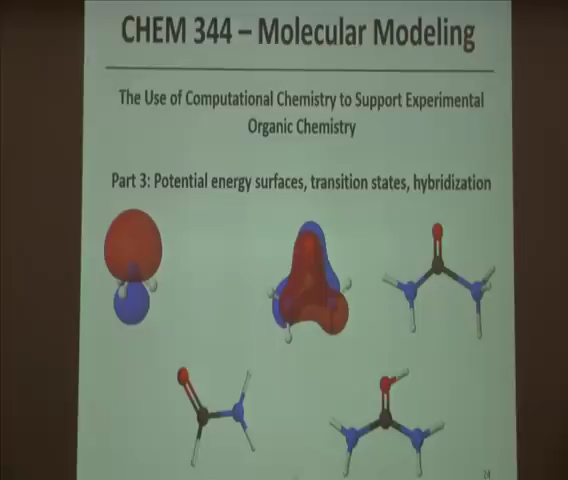 CHEM 344 – Molecular Modeling
The Use of Computational Chemistry to Support Experimental
Organic Chemistry
Part 3: Potential energy surfaces, transition states, hybridization
24